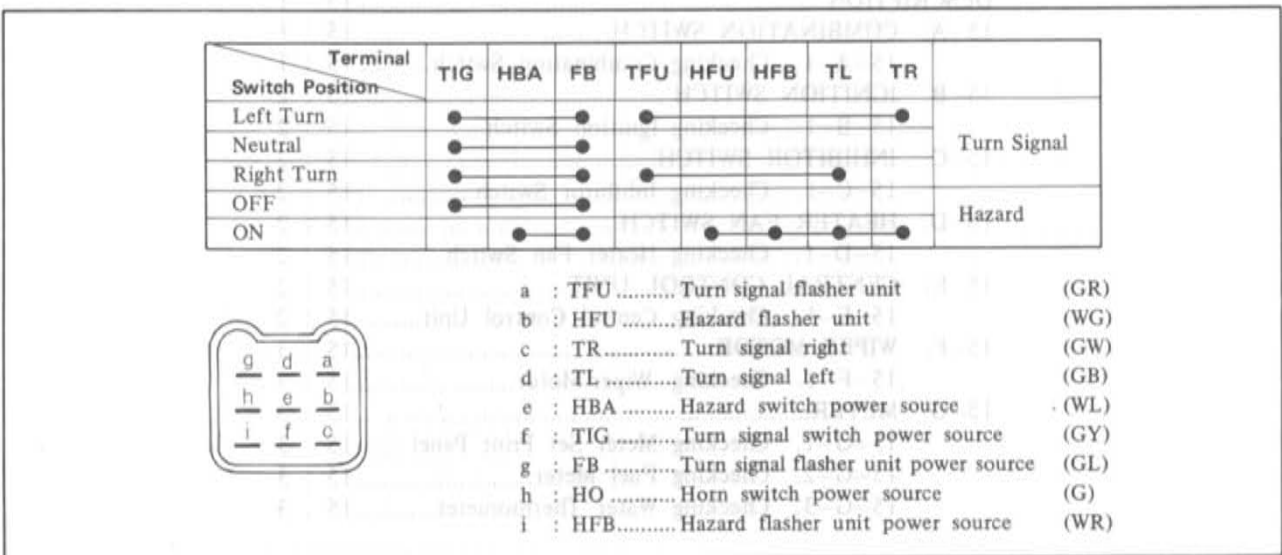 Terminal
Switch Position
TIG HBA FB TFU HFU HFB TL TR
Left Turn
Neutral
Turn Signal
Right Turn
OFF
Hazard
ON
a : TFU .......... Turn signal flasher unit (GR)
b : HFU .......... Hazard flasher unit (WG)
c : TR ............ Turn signal right (GW)
d : TL ............ Turn signal left (GB)
e : HBA ......... Hazard switch power source (WL)
f : TIG ........... Turn signal switch power source (GY)
g : FB ............ Turn signal flasher unit power source (GL)
h : HO ........... Horn switch power source (G)
i : HFB .......... Hazard flasher unit power source (WR)
g d a
h e b
i f c